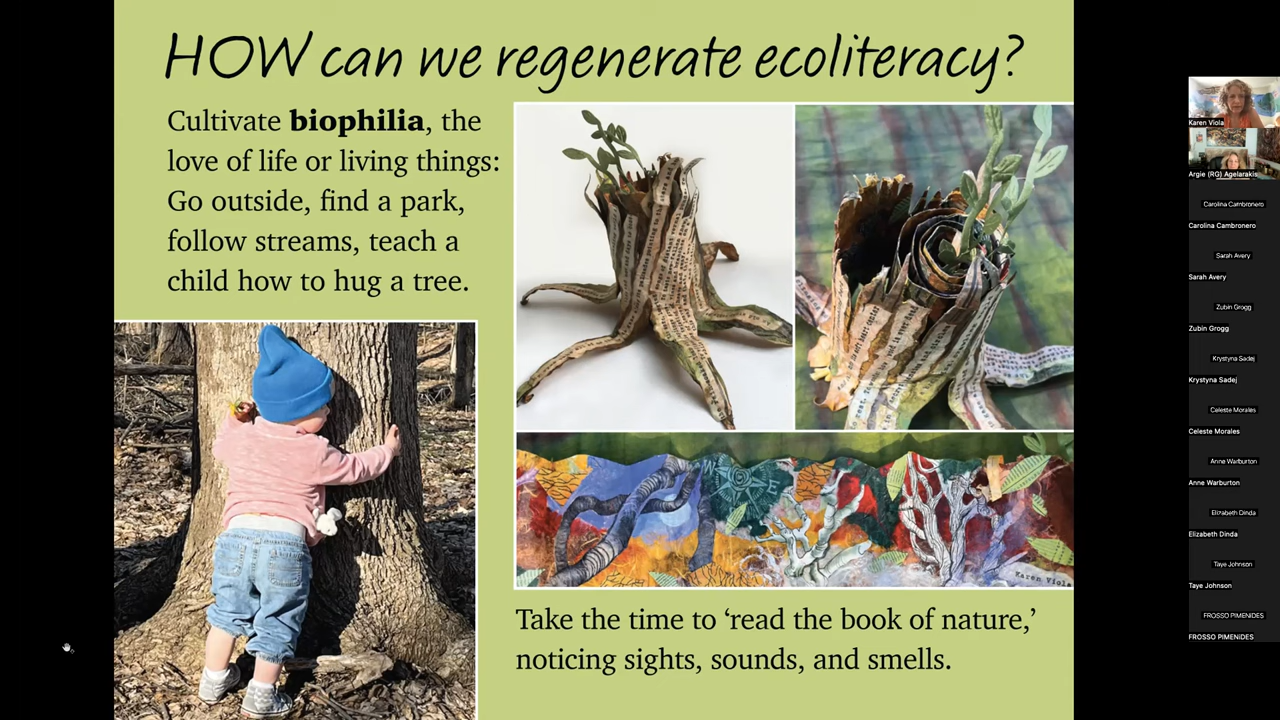 HOW can we regenerate ecoliteracy?
Cultivate biophilia, the
love of life or living things:
Go outside, find a park,
follow streams, teach a
child how to hug a tree.
Karen Viola
Take the time to ‘read the book of nature,’
noticing sights, sounds, and smells.
Karen Viola
Argie (RG) Agelarakis
Carolina Cambronero
Carolina Cambronero
Sarah Avery
Sarah Avery
Zubin Grogg
Zubin Grogg
Krystyna Sadej
Krystyna Sadej
Celeste Morales
Celeste Morales
Anne Warburton
Anne Warburton
Elizabeth Dinda
Elizabeth Dinda
Taye Johnson
Taye Johnson
FROSSO PIMENIDES
FROSSO PIMENIDES